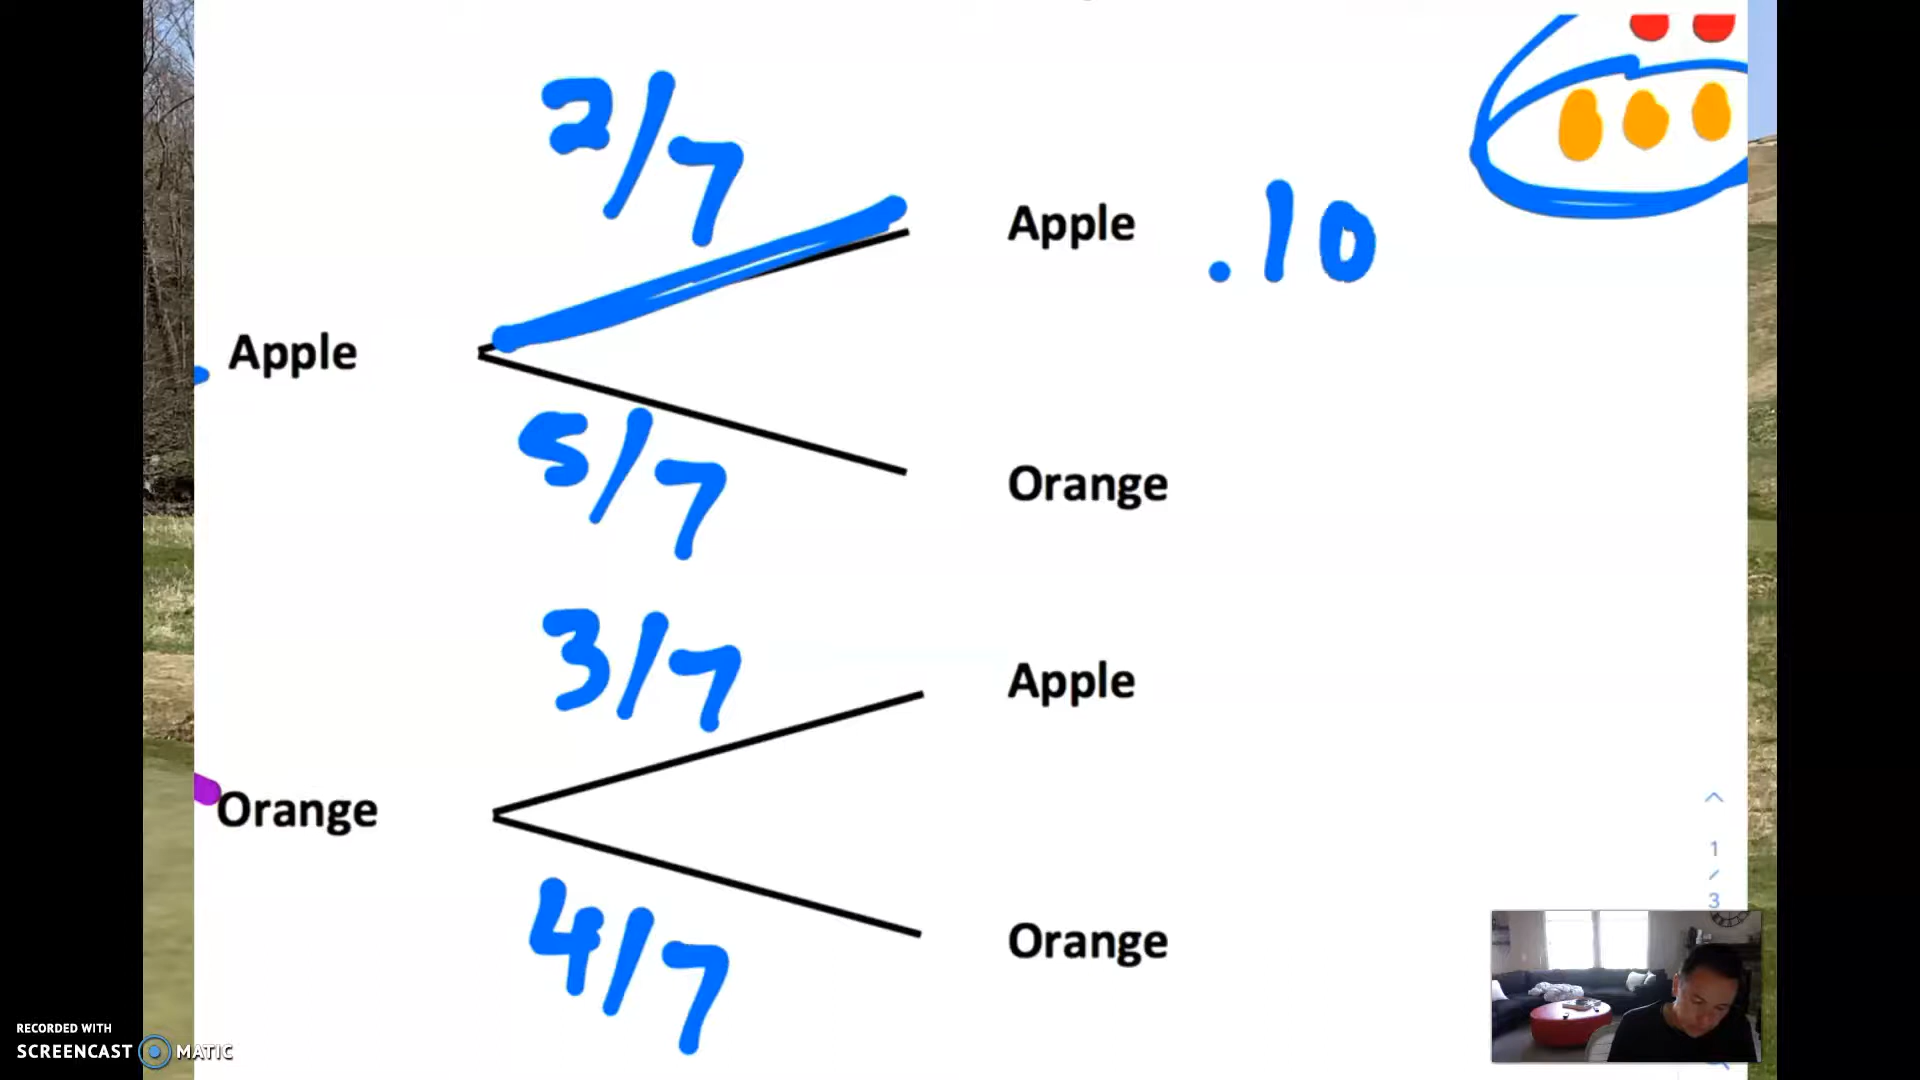 2/7
Apple .10
Apple
5/7
Orange
3/7
Apple
Orange
4/7
Orange
1
/
3
RECORDED WITH
SCREENCAST MATIC